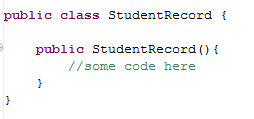 public class StudentRecord {
public StudentRecord(){
//some code here
}
}